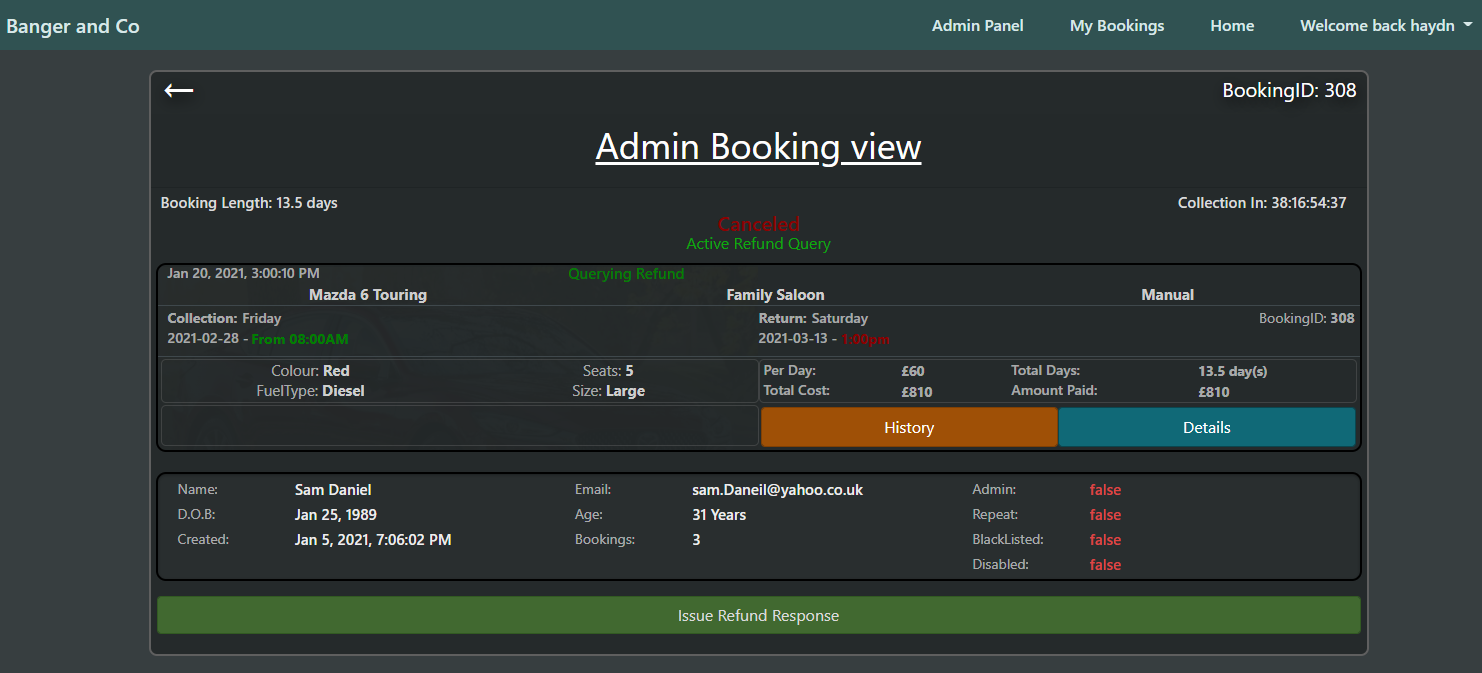 Banger and Co Admin Panel My Bookings Home Welcome back haydn
← BookingID: 308
Admin Booking view
Booking Length: 13.5 days Collection In: 38:16:54:37
Canceled
Active Refund Query
Jan 20, 2021, 3:00:10 PM Querying Refund
Mazda 6 Touring Family Saloon Manual
Collection: Friday Return: Saturday BookingID: 308
2021-02-28 - From 08:00AM 2021-03-13 - 1:00pm
Colour: Red Seats: 5 Per Day: £60 Total Days: 13.5 day(s)
FuelType: Diesel Size: Large Total Cost: £810 Amount Paid: £810
History Details
Name: Sam Daniel Email: sam.Daneil@yahoo.co.uk Admin: false
D.O.B: Jan 25, 1989 Age: 31 Years Repeat: false
Created: Jan 5, 2021, 7:06:02 PM Bookings: 3 BlackListed: false
Disabled: false
Issue Refund Response